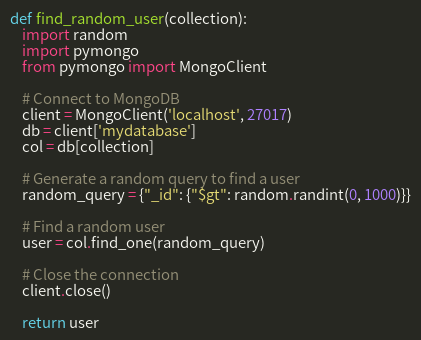 def find_random_user(collection):
import random
import pymongo
from pymongo import MongoClient
# Connect to MongoDB
client = MongoClient('localhost', 27017)
db = client['mydatabase']
col = db[collection]
# Generate a random query to find a user
random_query = {"_id": {"$gt": random.randint(0, 1000)}}
# Find a random user
user = col.find_one(random_query)
# Close the connection
client.close()
return user